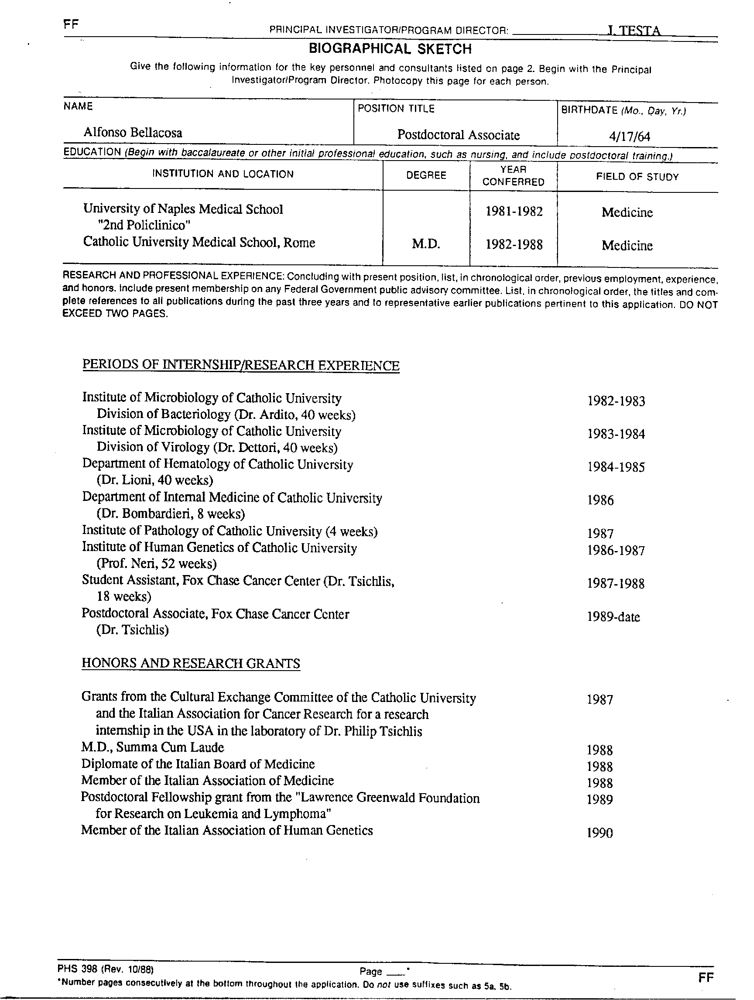 FF
PRINCIPAL INVESTIGATOR/PROGRAM DIRECTOR: J. TESTA
BIOGRAPHICAL SKETCH
Give the following information for the key personnel and consultants listed on page 2. Begin with the Principal
Investigator/Program Director. Photocopy this page for each person.
NAME POSITION TITLE BIRTHDATE (Mo., Day, Yr.)
Alfonso Bellacosa Postdoctoral Associate 4/17/64
EDUCATION (Begin with baccalaureate or other initial professional education, such as nursing, and include postdoctoral training.)
INSTITUTION AND LOCATION DEGREE YEAR CONFERRED FIELD OF STUDY
University of Naples Medical School 1981-1982 Medicine
"2nd Policlinico"
Catholic University Medical School, Rome M.D. 1982-1988 Medicine
RESEARCH AND PROFESSIONAL EXPERIENCE: Concluding with present position, list, in chronological order, previous employment, experience,
and honors. Include present membership on any Federal Government public advisory committee. List, in chronological order, the titles and com-
plete references to all publications during the past three years and to representative earlier publications pertinent to this application. DO NOT
EXCEED TWO PAGES.
PERIODS OF INTERNSHIP/RESEARCH EXPERIENCE
Institute of Microbiology of Catholic University 1982-1983
Division of Bacteriology (Dr. Ardito, 40 weeks)
Institute of Microbiology of Catholic University 1983-1984
Division of Virology (Dr. Dettori, 40 weeks)
Department of Hematology of Catholic University 1984-1985
(Dr. Lioni, 40 weeks)
Department of Internal Medicine of Catholic University 1986
(Dr. Bombardieri, 8 weeks)
Institute of Pathology of Catholic University (4 weeks) 1987
Institute of Human Genetics of Catholic University 1986-1987
(Prof. Neri, 52 weeks)
Student Assistant, Fox Chase Cancer Center (Dr. Tsichlis, 1987-1988
18 weeks)
Postdoctoral Associate, Fox Chase Cancer Center 1989-date
(Dr. Tsichlis)
HONORS AND RESEARCH GRANTS
Grants from the Cultural Exchange Committee of the Catholic University 1987
and the Italian Association for Cancer Research for a research
internship in the USA in the laboratory of Dr. Philip Tsichlis
M.D., Summa Cum Laude 1988
Diplomate of the Italian Board of Medicine 1988
Member of the Italian Association of Medicine 1988
Postdoctoral Fellowship grant from the "Lawrence Greenwald Foundation 1989
for Research on Leukemia and Lymphoma"
Member of the Italian Association of Human Genetics 1990
PHS 398 (Rev. 10/88) Page ___*
*Number pages consecutively at the bottom throughout the application. Do not use suffixes such as 5a, 5b.
FF